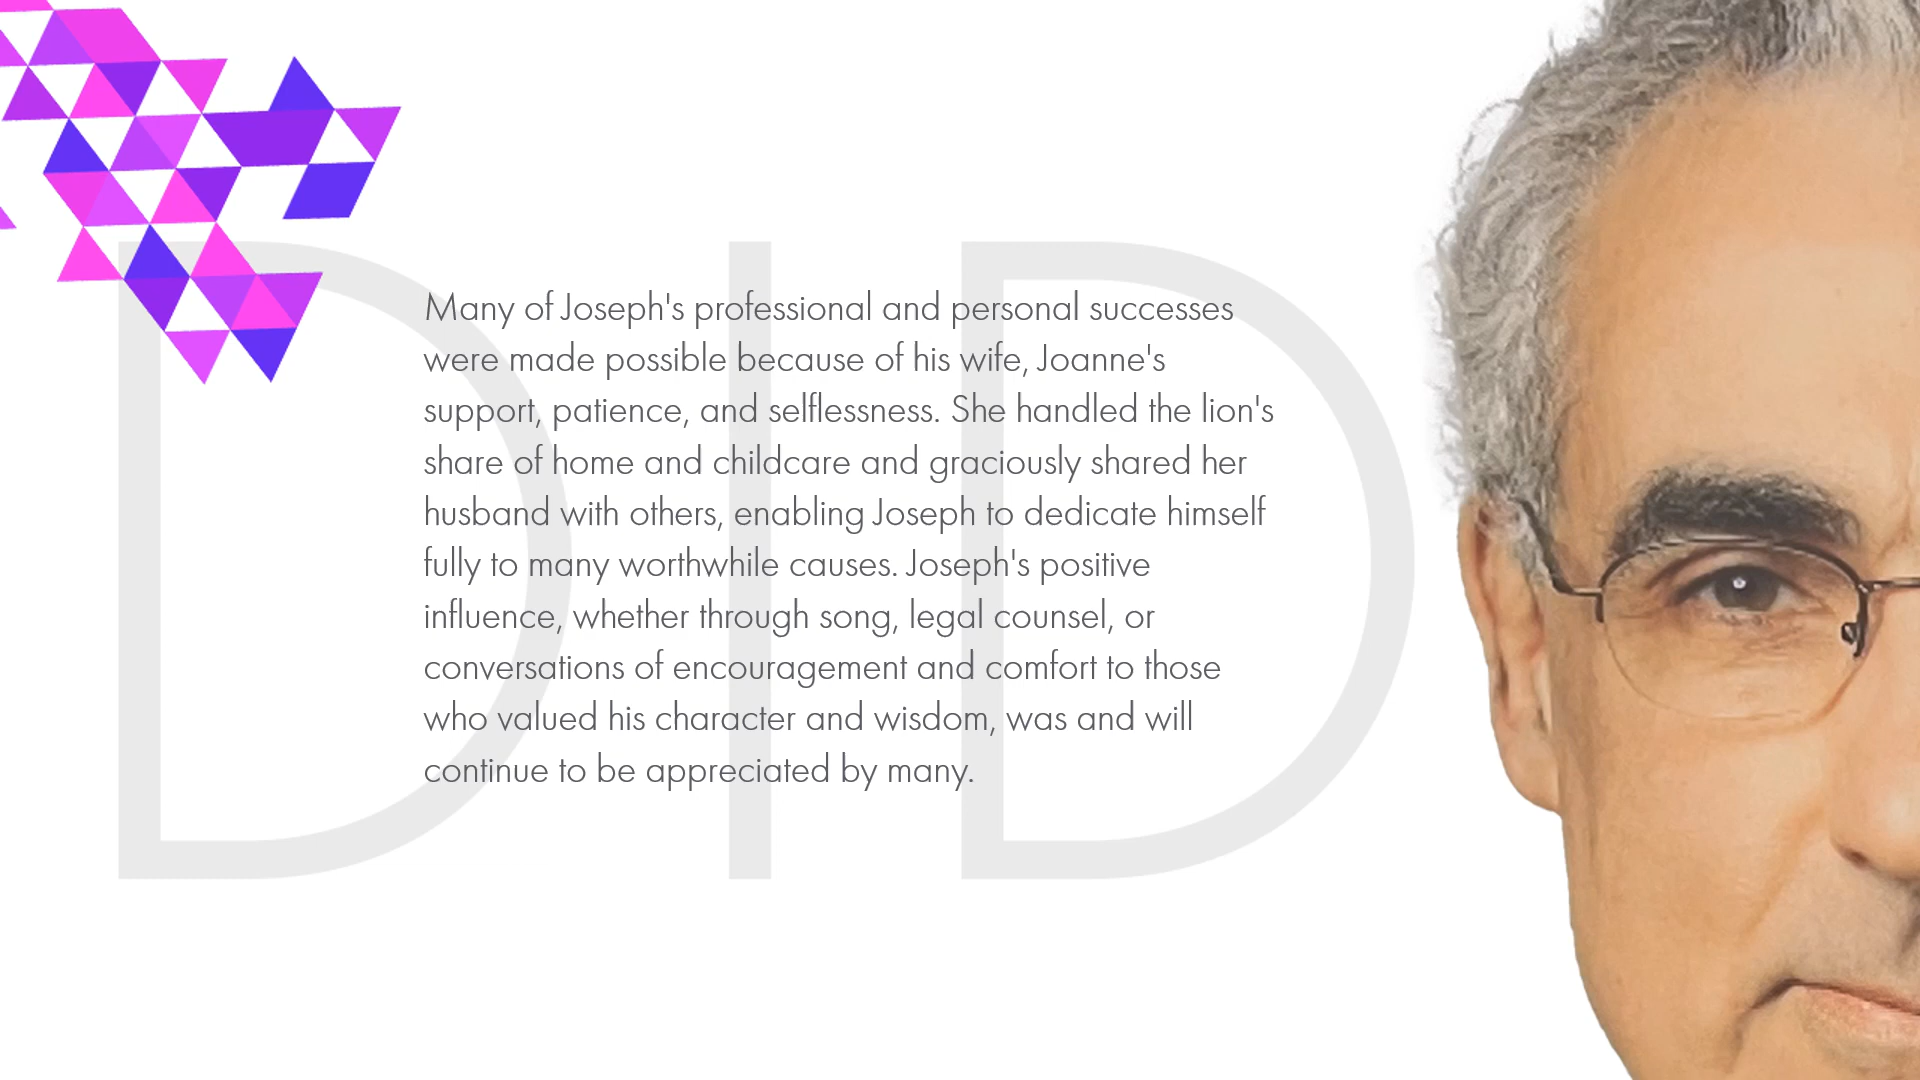 DID
Many of Joseph's professional and personal successes
were made possible because of his wife, Joanne's
support, patience, and selflessness. She handled the lion's
share of home and childcare and graciously shared her
husband with others, enabling Joseph to dedicate himself
fully to many worthwhile causes. Joseph's positive
influence, whether through song, legal counsel, or
conversations of encouragement and comfort to those
who valued his character and wisdom, was and will
continue to be appreciated by many.